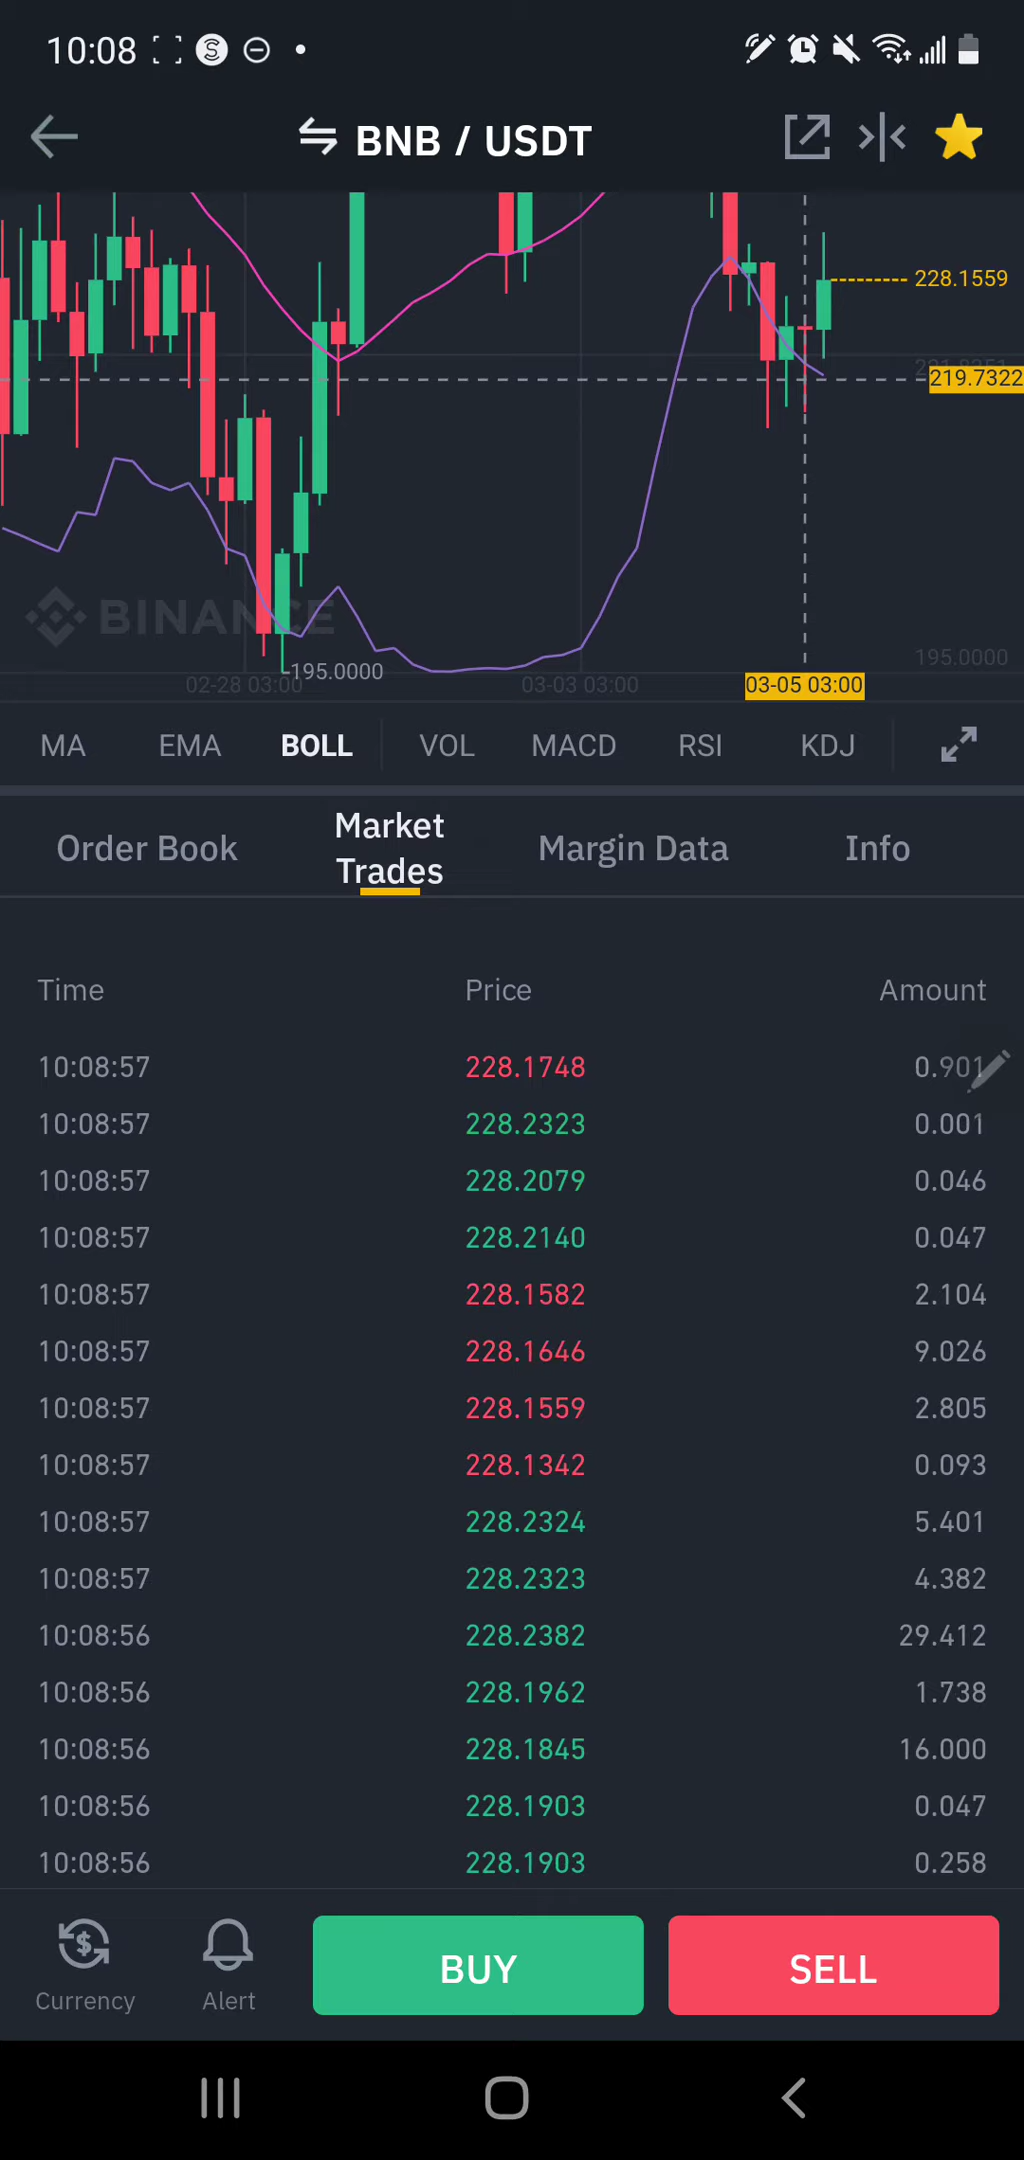 10:08
BNB / USDT
228.1559
221.8251
219.7322
BINANCE
195.0000
195.0000
02-28 03:00
03-03 03:00
03-05 03:00
MA EMA BOLL VOL MACD RSI KDJ
Order Book
Market
Trades
Margin Data
Info
Time Price Amount
10:08:57 228.1748 0.901
10:08:57 228.2323 0.001
10:08:57 228.2079 0.046
10:08:57 228.2140 0.047
10:08:57 228.1582 2.104
10:08:57 228.1646 9.026
10:08:57 228.1559 2.805
10:08:57 228.1342 0.093
10:08:57 228.2324 5.401
10:08:57 228.2323 4.382
10:08:56 228.2382 29.412
10:08:56 228.1962 1.738
10:08:56 228.1845 16.000
10:08:56 228.1903 0.047
10:08:56 228.1903 0.258
Currency
Alert
BUY
SELL